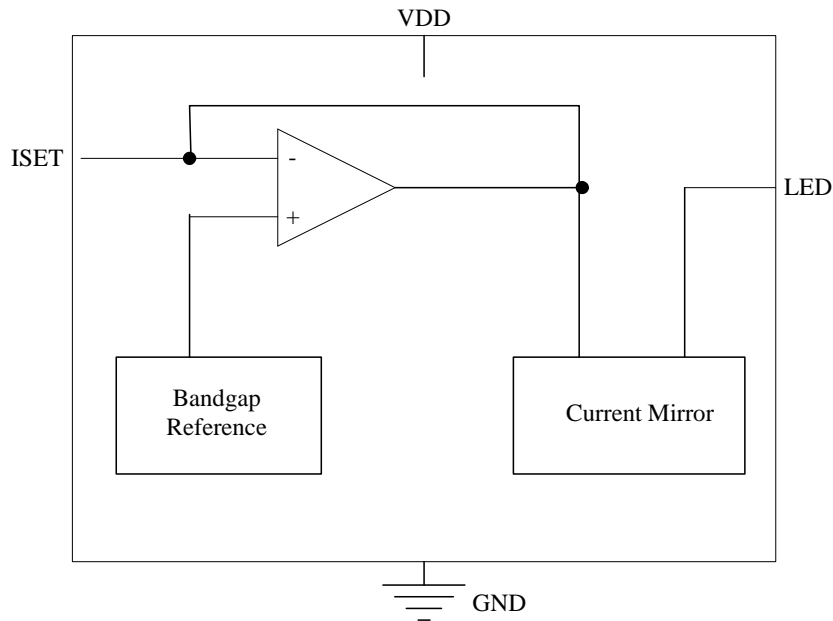 VDD
ISET
-
LED
+
Bandgap
Reference
Current Mirror
GND